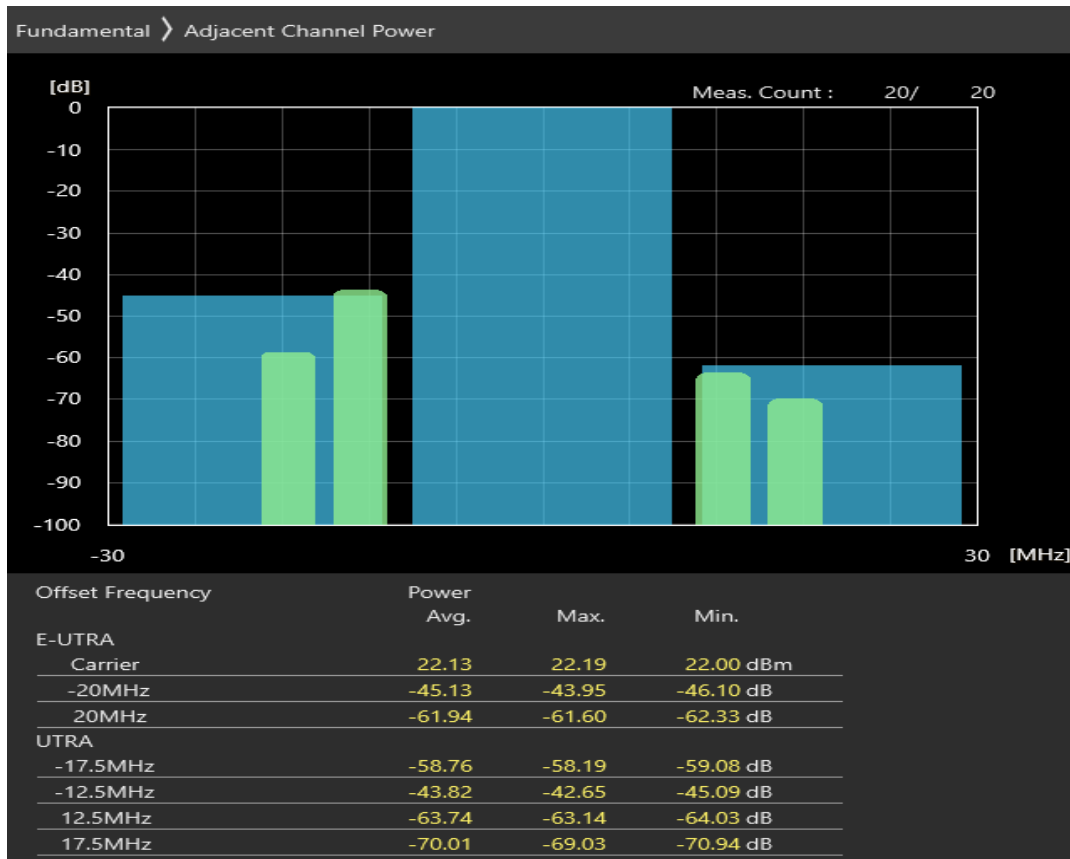 Fundamental ❯ Adjacent Channel Power
[dB]
Meas. Count : 20/ 20
0
-10
-20
-30
-40
-50
-60
-70
-80
-90
-100
-30 30 [MHz]
Offset Frequency Power
Avg. Max. Min.
E-UTRA
Carrier 22.13 22.19 22.00 dBm
-20MHz -45.13 -43.95 -46.10 dB
20MHz -61.94 -61.60 -62.33 dB
UTRA
-17.5MHz -58.76 -58.19 -59.08 dB
-12.5MHz -43.82 -42.65 -45.09 dB
12.5MHz -63.74 -63.14 -64.03 dB
17.5MHz -70.01 -69.03 -70.94 dB